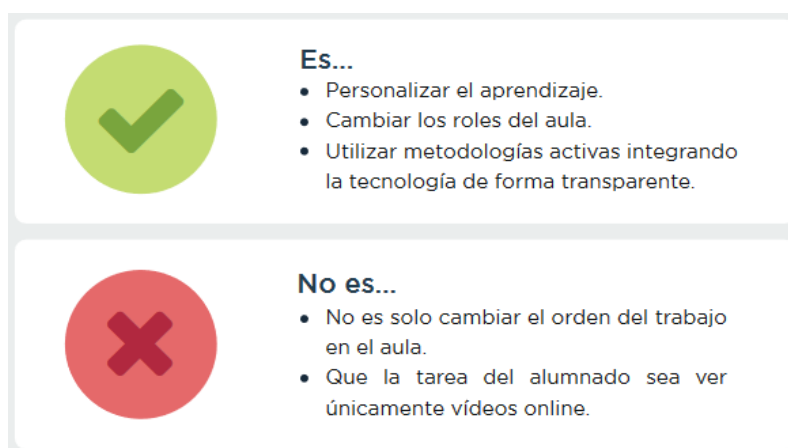 Es...
• Personalizar el aprendizaje.
• Cambiar los roles del aula.
• Utilizar metodologías activas integrando
la tecnología de forma transparente.
No es...
• No es solo cambiar el orden del trabajo
en el aula.
• Que la tarea del alumnado sea ver
únicamente vídeos online.